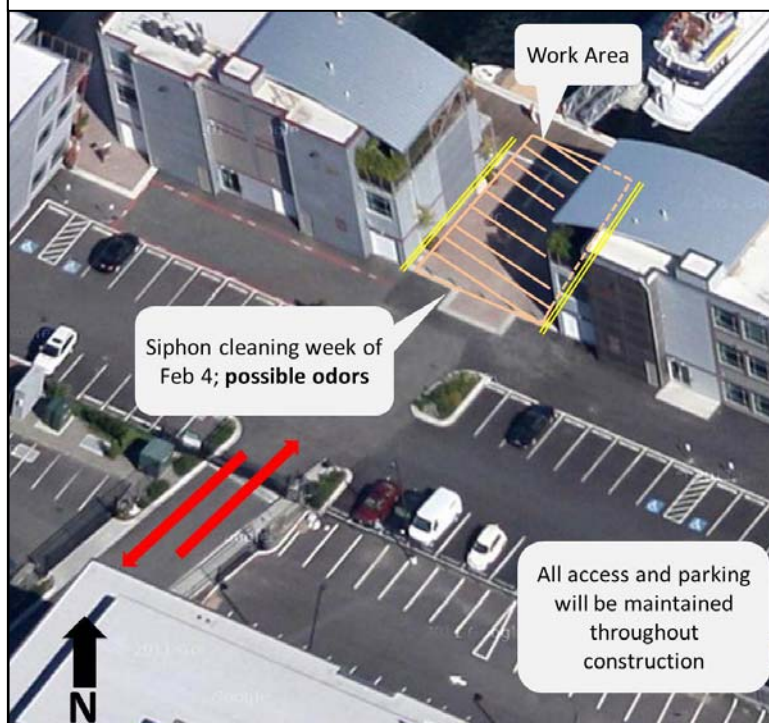 Work Area
Siphon cleaning week of
Feb 4; possible odors
All access and parking
will be maintained
throughout
construction
N
Google